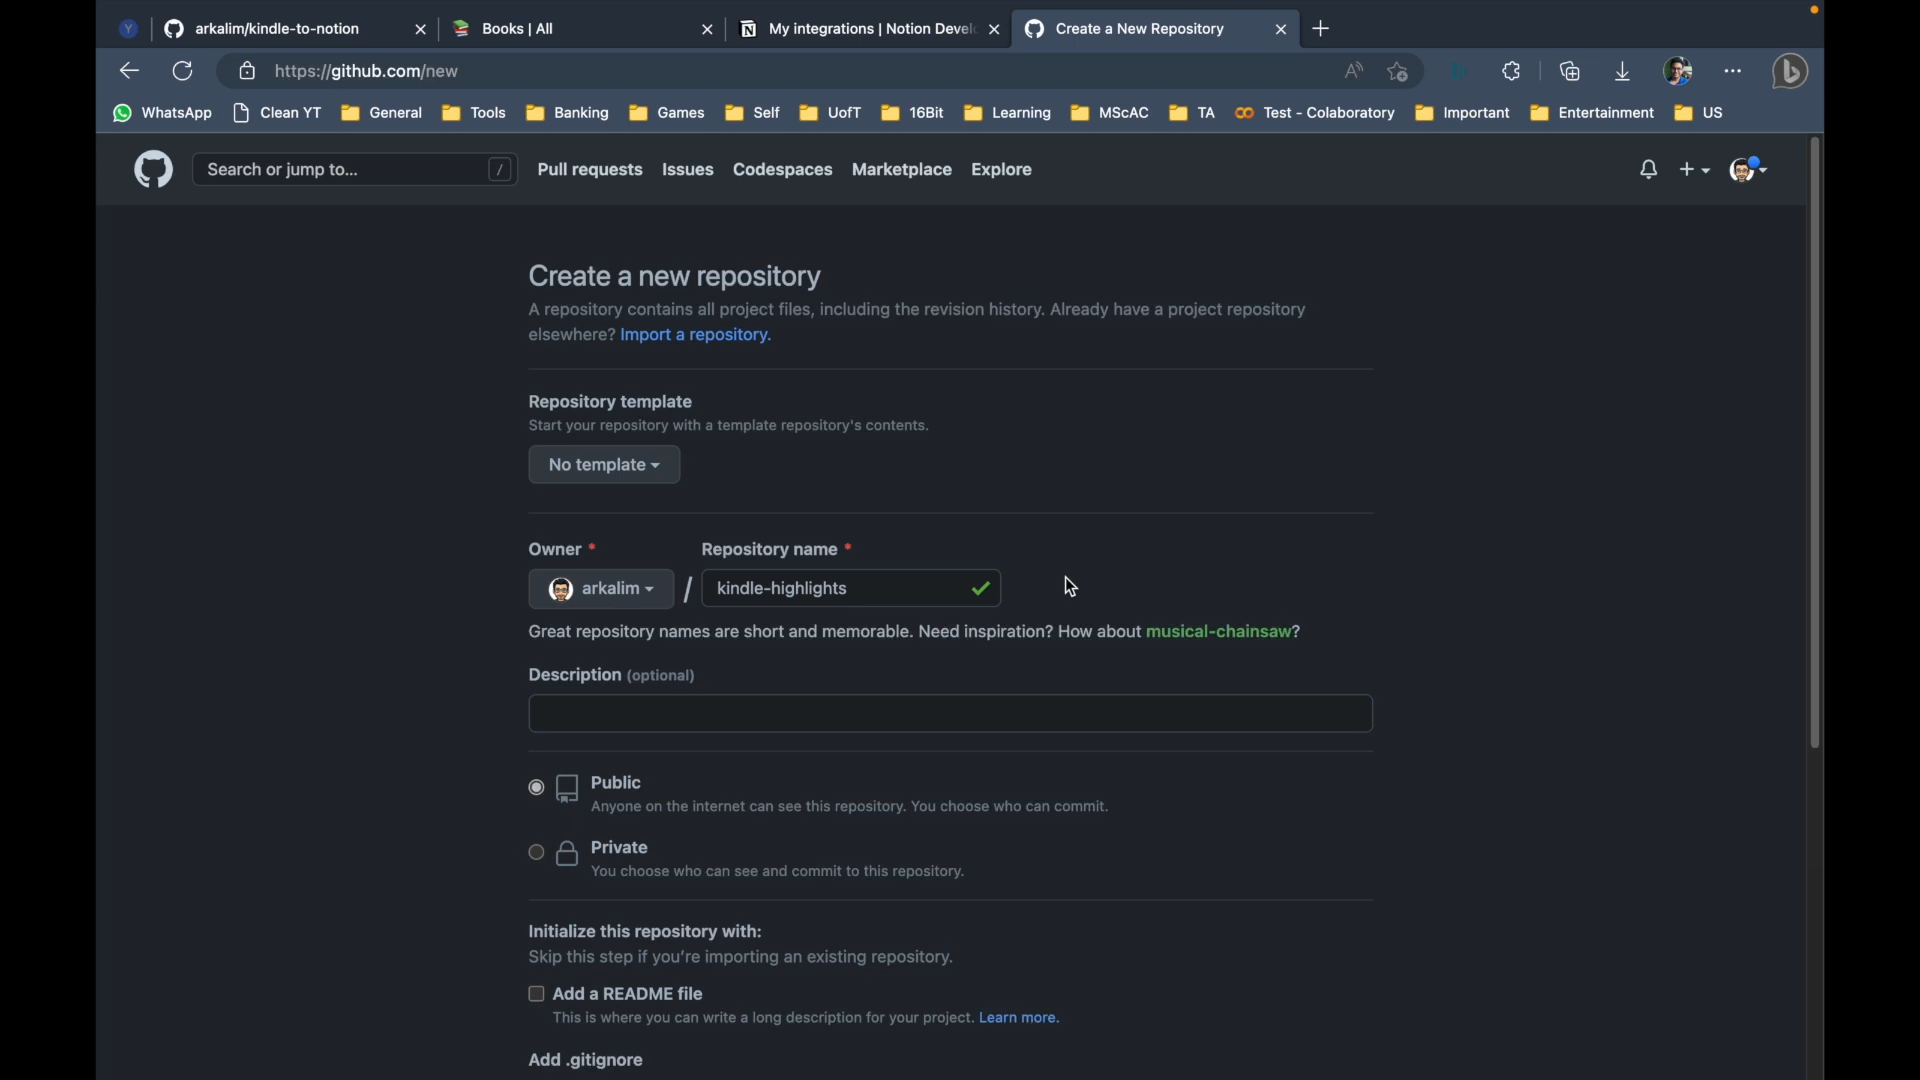 Y
arkalim/kindle-to-notion
Books | All
My integrations | Notion Devel
Create a New Repository
https://github.com/new
WhatsApp
Clean YT
General
Tools
Banking
Games
Self
UofT
16Bit
Learning
MScAC
TA
Test - Colaboratory
Important
Entertainment
US
Search or jump to...
/
Pull requests
Issues
Codespaces
Marketplace
Explore
Create a new repository
A repository contains all project files, including the revision history. Already have a project repository
elsewhere? Import a repository.
Repository template
Start your repository with a template repository's contents.
No template
Owner *
Repository name *
arkalim
/
kindle-highlights
Great repository names are short and memorable. Need inspiration? How about musical-chainsaw?
Description (optional)
Public
Anyone on the internet can see this repository. You choose who can commit.
Private
You choose who can see and commit to this repository.
Initialize this repository with:
Skip this step if you're importing an existing repository.
Add a README file
This is where you can write a long description for your project. Learn more.
Add .gitignore